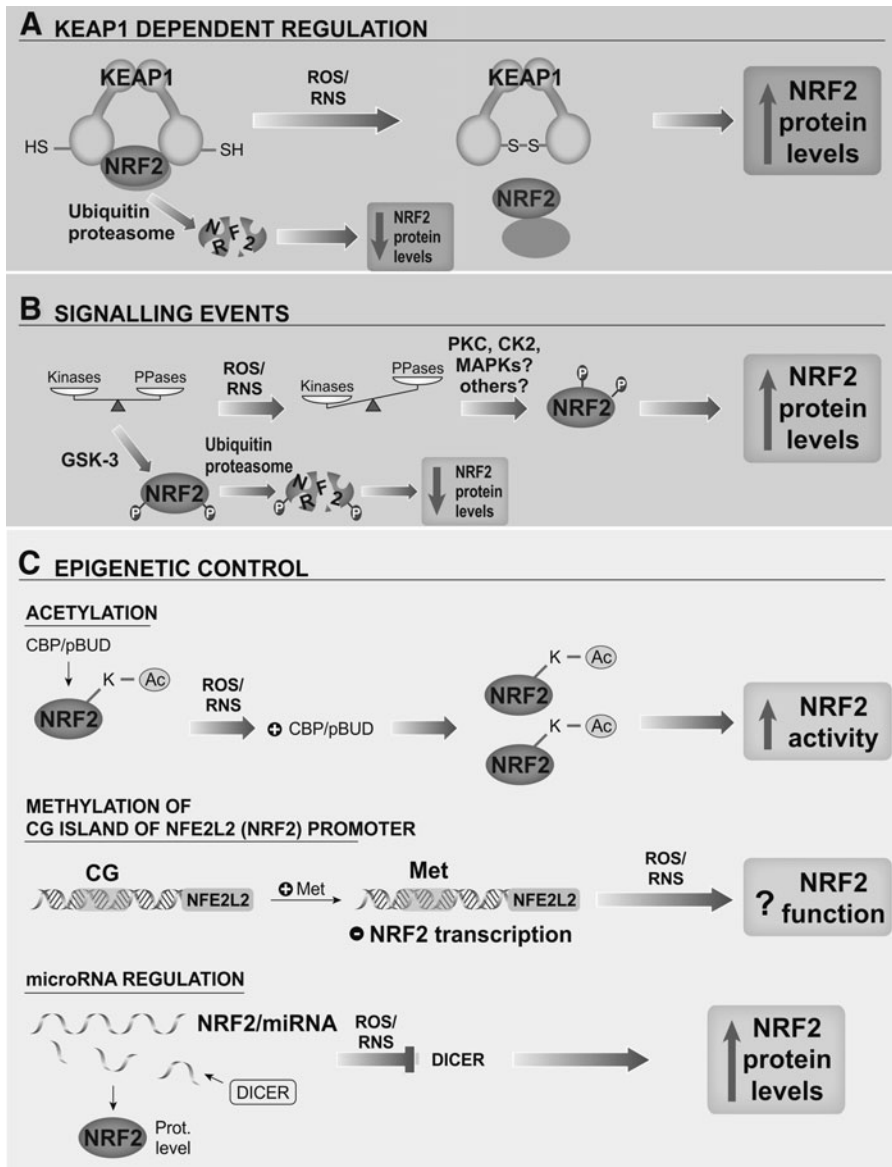 A KEAP1 DEPENDENT REGULATION
KEAP1
HS
SH
NRF2
ROS/
RNS
KEAP1
S-S
NRF2
NRF2
protein
levels
Ubiquitin
proteasome
N
R
F
2
NRF2
protein
levels
B SIGNALLING EVENTS
Kinases
PPases
ROS/
RNS
Kinases
PPases
PKC, CK2,
MAPKs?
others?
P
P
NRF2
NRF2
protein
levels
GSK-3
NRF2
P
P
Ubiquitin
proteasome
N
R
F
2
P
P
NRF2
protein
levels
C EPIGENETIC CONTROL
ACETYLATION
CBP/pBUD
K – Ac
NRF2
ROS/
RNS
+ CBP/pBUD
K – Ac
NRF2
K – Ac
NRF2
NRF2
activity
METHYLATION OF
CG ISLAND OF NFE2L2 (NRF2) PROMOTER
CG
NFE2L2
+ Met
Met
NFE2L2
- NRF2 transcription
ROS/
RNS
? NRF2
function
microRNA REGULATION
NRF2/miRNA
DICER
NRF2
Prot.
level
ROS/
RNS
DICER
NRF2
protein
levels